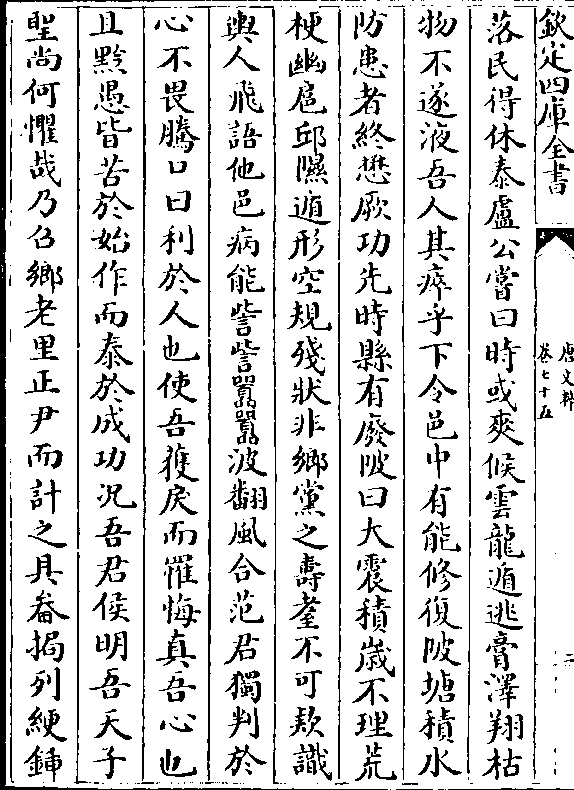 欽定四庫全書
唐文粹
卷七十五
二
落民得休泰盧公嘗曰時或爽候雲龍遁逃膏澤翔枯
物不遂液吾人其瘁乎下令邑中有能修復陂塘積水
防患者終懋厥功先時縣有廢陂曰大震積歲不理荒
梗幽扈邱隰遁形空規殘狀非鄉黨之壽耋不可欵識
輿人飛語他邑病能訾訾嚚嚚波翻風合范君獨判於
心不畏騰口曰利於人也使吾獲戾而罹悔真吾心也
且黔愚皆苦於始作而泰於成功况吾君侯明吾天子
聖尚何懼哉乃召鄉老里正尹而計之具畚挶列綆鍤